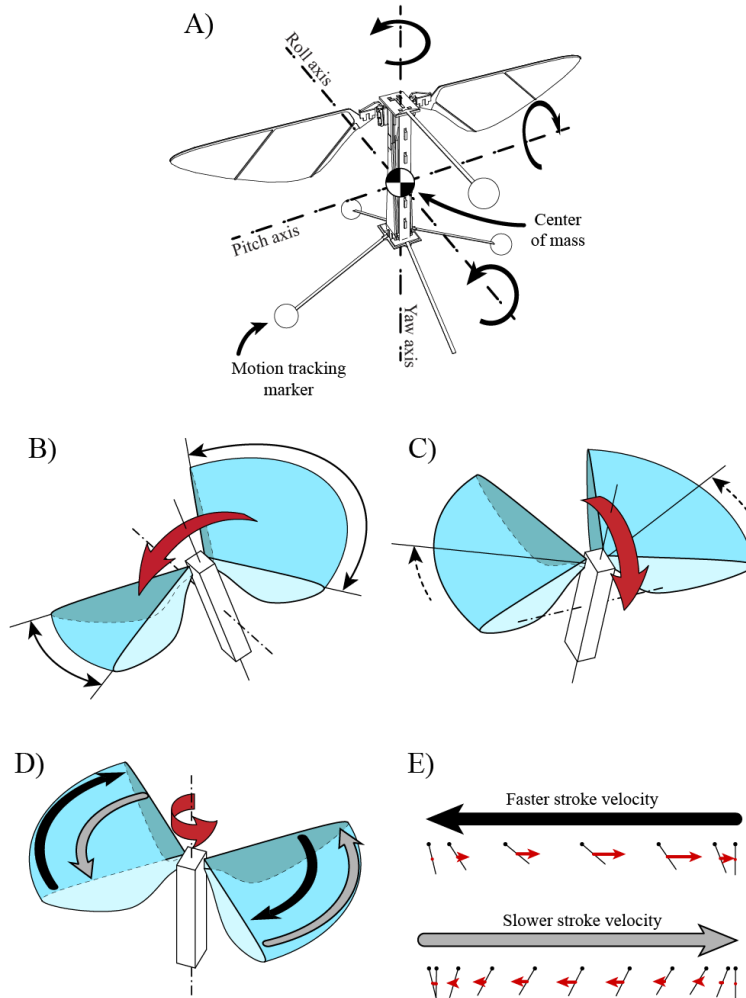 A)
Roll axis
Pitch axis
Center
of mass
Yaw axis
Motion tracking
marker
B)
C)
D)
E)
Faster stroke velocity
Slower stroke velocity